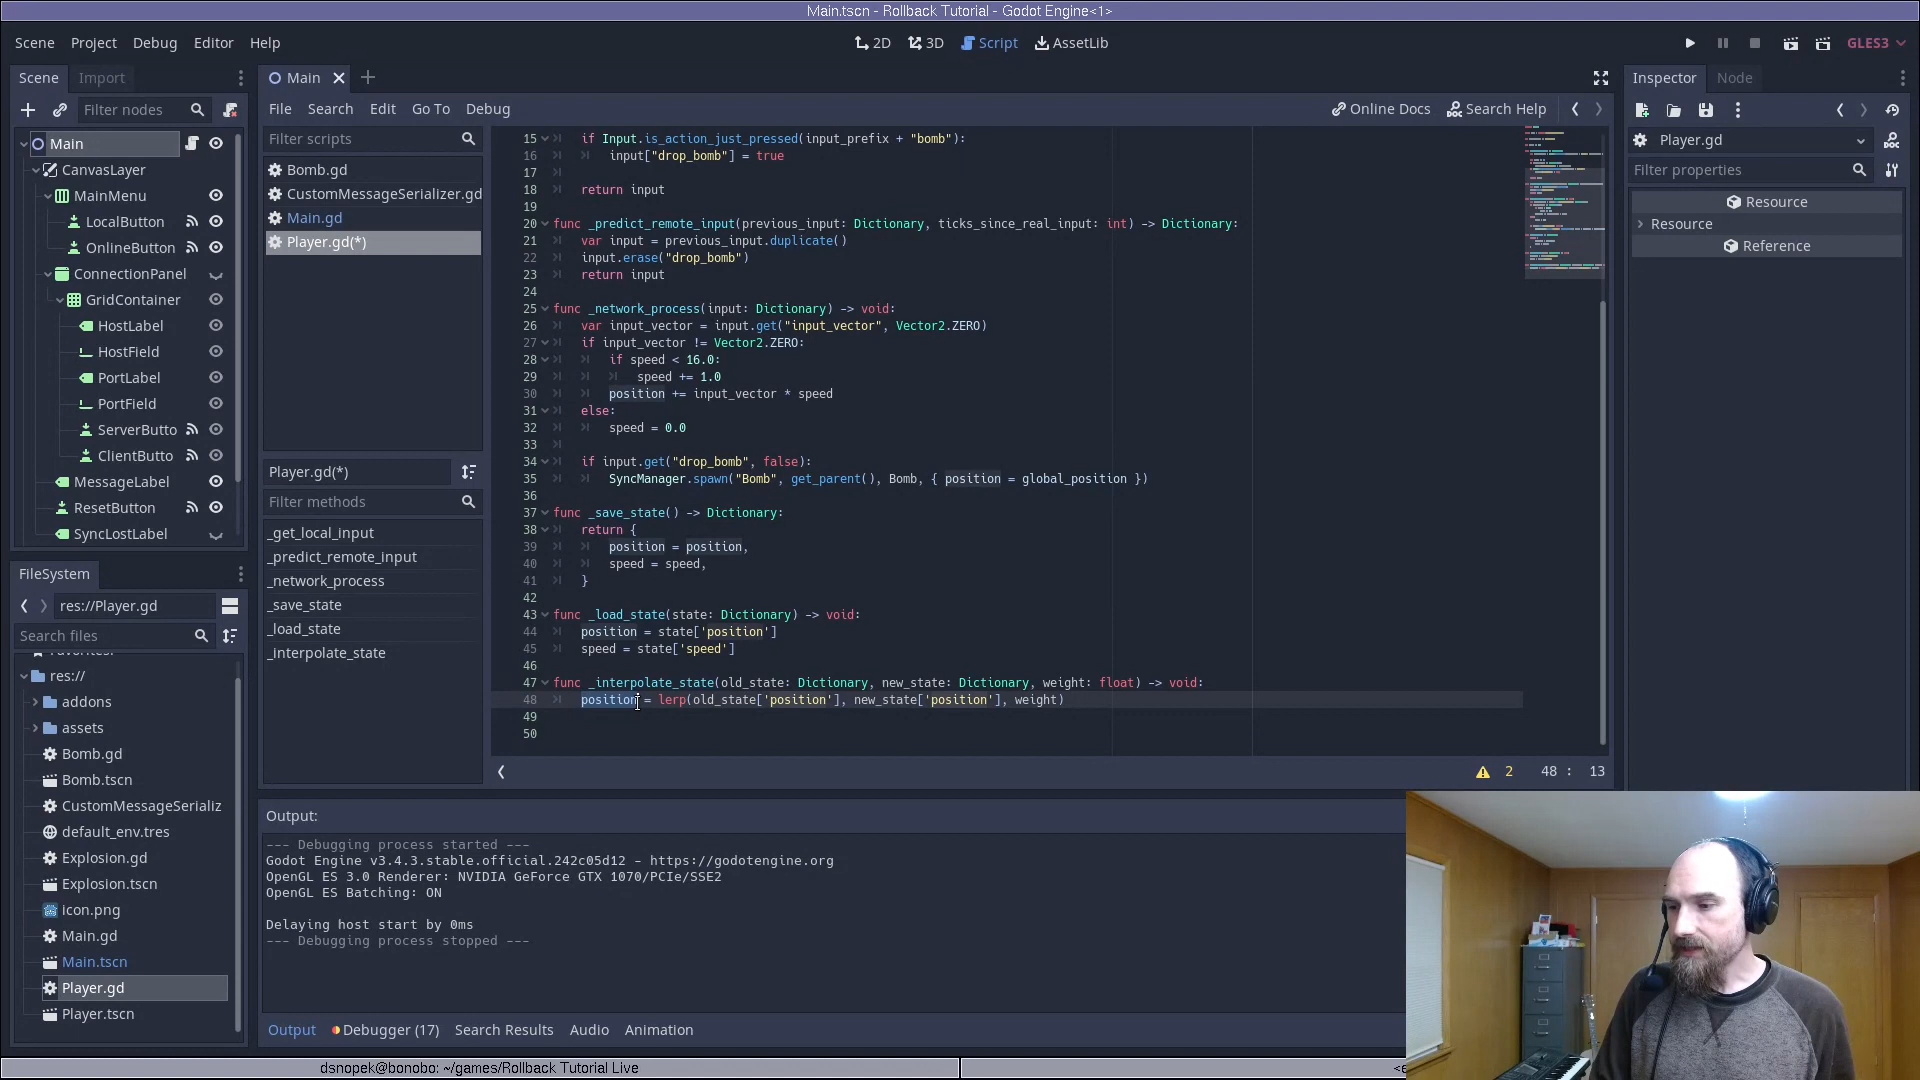 Main.tscn - Rollback Tutorial - Godot Engine<1>
Scene Project Debug Editor Help
2D 3D Script AssetLib
GLES3
Scene Import
Filter nodes
Main
CanvasLayer
MainMenu
LocalButton
OnlineButton
ConnectionPanel
GridContainer
HostLabel
HostField
PortLabel
PortField
ServerButto
ClientButto
MessageLabel
ResetButton
SyncLostLabel
FileSystem
res://Player.gd
Search files
res://
addons
assets
Bomb.gd
Bomb.tscn
CustomMessageSerializ
default_env.tres
Explosion.gd
Explosion.tscn
icon.png
Main.gd
Main.tscn
Player.gd
Player.tscn
Main
File Search Edit Go To Debug
Online Docs Search Help
Filter scripts
Bomb.gd
CustomMessageSerializer.gd
Main.gd
Player.gd(*)
Player.gd(*)
Filter methods
_get_local_input
_predict_remote_input
_network_process
_save_state
_load_state
_interpolate_state
15 if Input.is_action_just_pressed(input_prefix + "bomb"):
16 input["drop_bomb"] = true
17
18 return input
19
20 func _predict_remote_input(previous_input: Dictionary, ticks_since_real_input: int) -> Dictionary:
21 var input = previous_input.duplicate()
22 input.erase("drop_bomb")
23 return input
24
25 func _network_process(input: Dictionary) -> void:
26 var input_vector = input.get("input_vector", Vector2.ZERO)
27 if input_vector != Vector2.ZERO:
28 if speed < 16.0:
29 speed += 1.0
30 position += input_vector * speed
31 else:
32 speed = 0.0
33
34 if input.get("drop_bomb", false):
35 SyncManager.spawn("Bomb", get_parent(), Bomb, { position = global_position })
36
37 func _save_state() -> Dictionary:
38 return {
39 position = position,
40 speed = speed,
41 }
42
43 func _load_state(state: Dictionary) -> void:
44 position = state['position']
45 speed = state['speed']
46
47 func _interpolate_state(old_state: Dictionary, new_state: Dictionary, weight: float) -> void:
48 position = lerp(old_state['position'], new_state['position'], weight)
49
50
2 48 : 13
Output:
--- Debugging process started ---
Godot Engine v3.4.3.stable.official.242c05d12 - https://godotengine.org
OpenGL ES 3.0 Renderer: NVIDIA GeForce GTX 1070/PCIe/SSE2
OpenGL ES Batching: ON
Delaying host start by 0ms
--- Debugging process stopped ---
Output Debugger (17) Search Results Audio Animation
Inspector Node
Player.gd
Filter properties
Resource
Resource
Reference
dsnopek@bonobo: ~/games/Rollback Tutorial Live